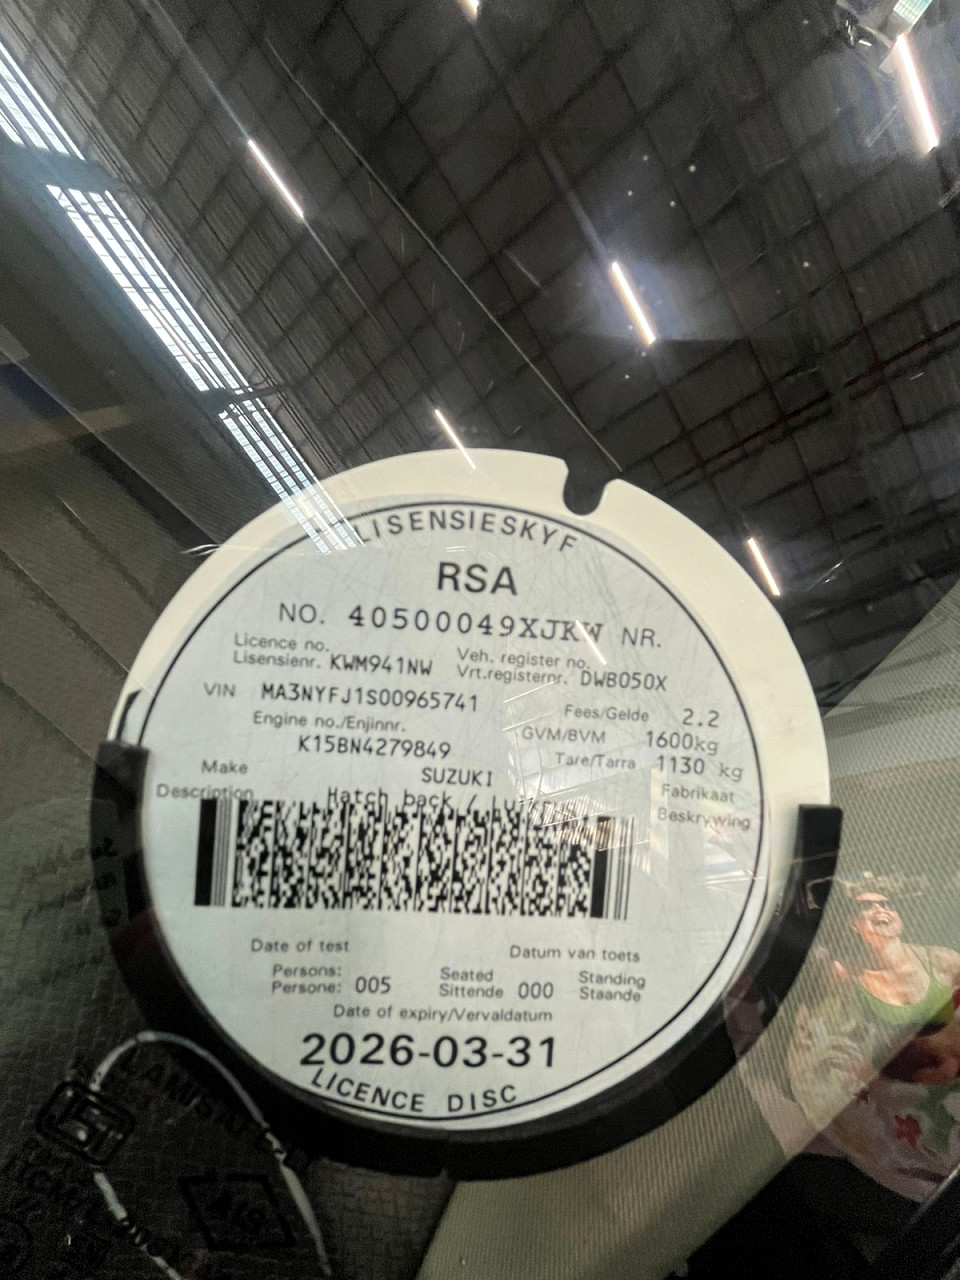 LISENSIESKYF
RSA
NO. 40500049XJKW NR.
Licence no. Veh. register no.
Lisensienr. KWM941NW Vrt.registernr. DWB050X
VIN MA3NYFJ1S00965741
Engine no./Enjinnr. Fees/Gelde 2.2
K15BN4279849 GVM/BVM 1600kg
Tare/Tarra 1130 kg
Make SUZUKI Fabrikaat
Description Hatch back / Beskrywing
Date of test Datum van toets
Persons: Seated Standing
Persone: 005 Sittende 000 Staande
Date of expiry/Vervaldatum
2026-03-31
LICENCE DISC